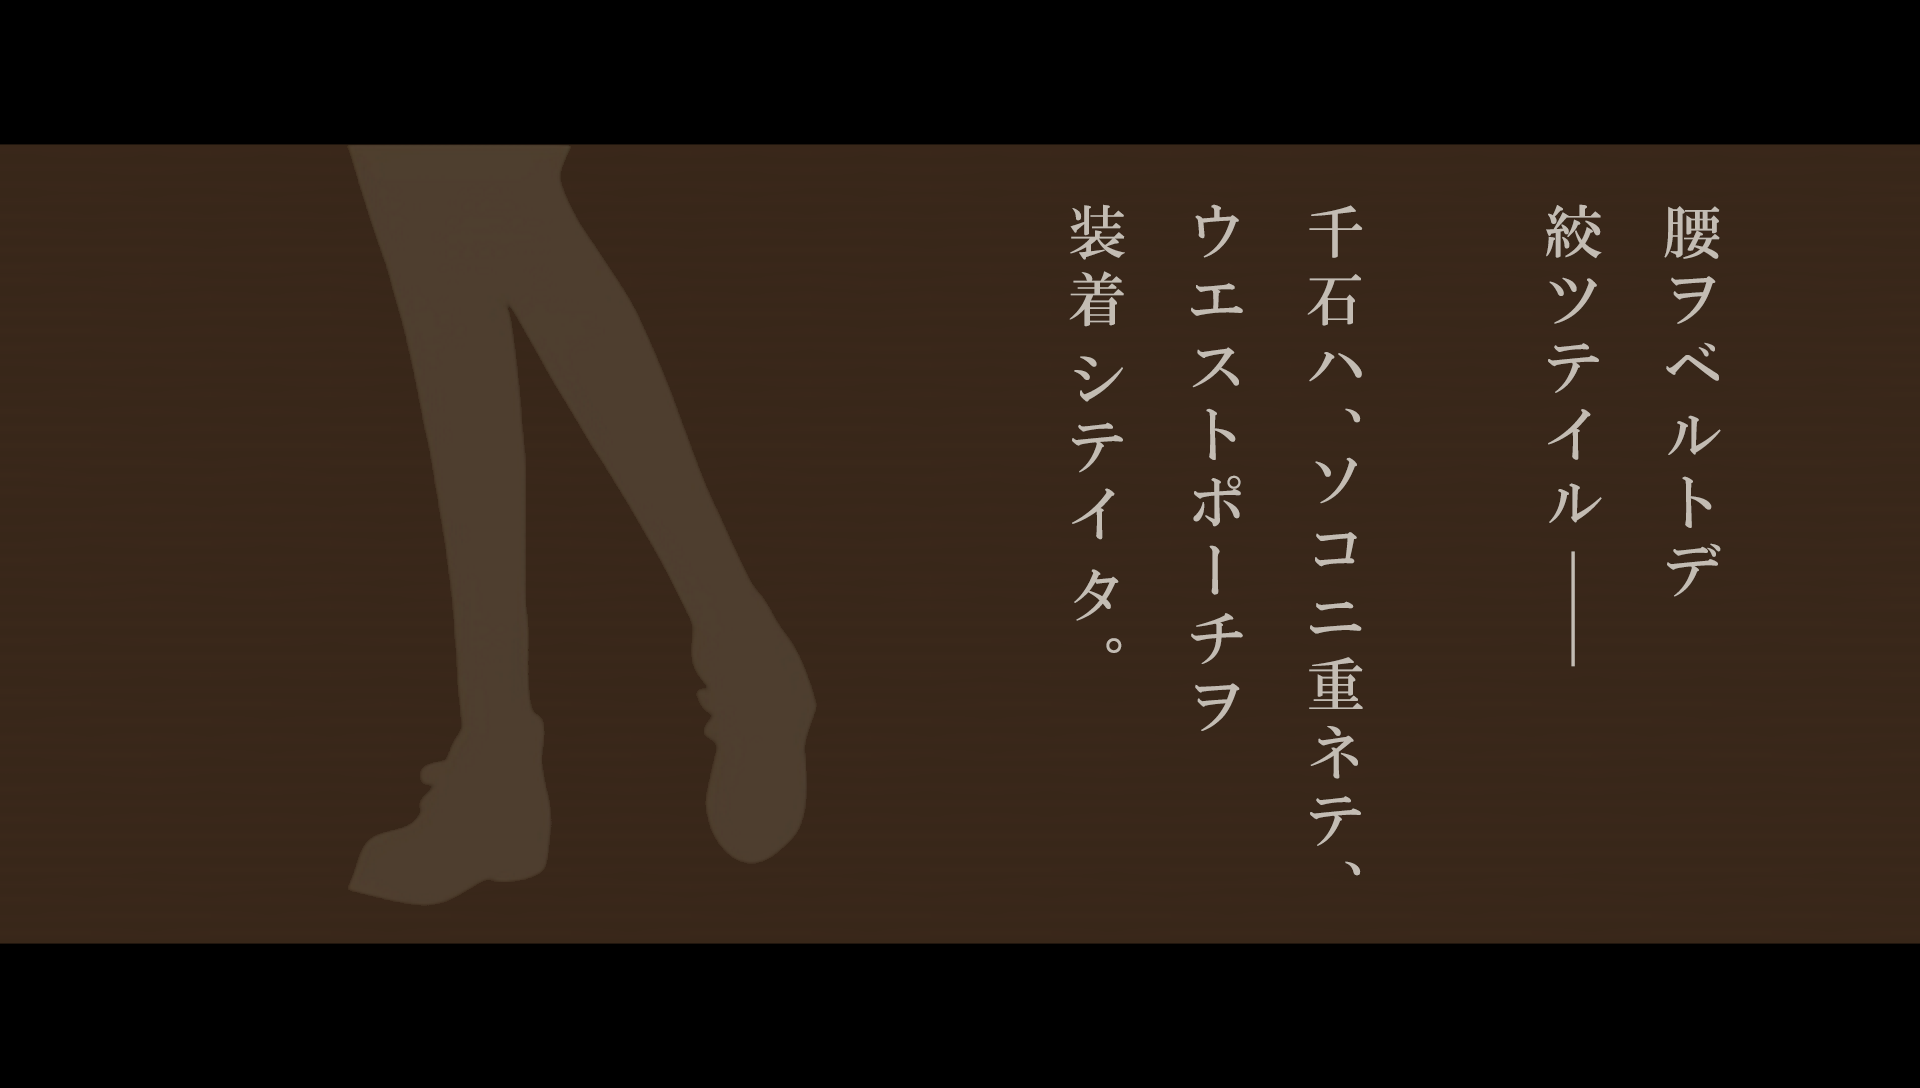 腰ヲベルトデ
絞ツテイル――
千石ハ、ソコニ重ネテ、
ウエストポーチヲ
装着シテイタ。